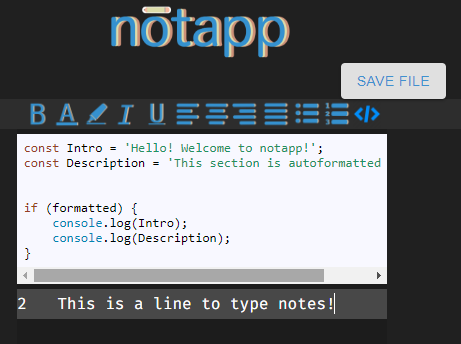 nōtapp
SAVE FILE
B A I U </>
const Intro = 'Hello! Welcome to notapp!';
const Description = 'This section is autoformatted
if (formatted) {
    console.log(Intro);
    console.log(Description);
}
2 This is a line to type notes!